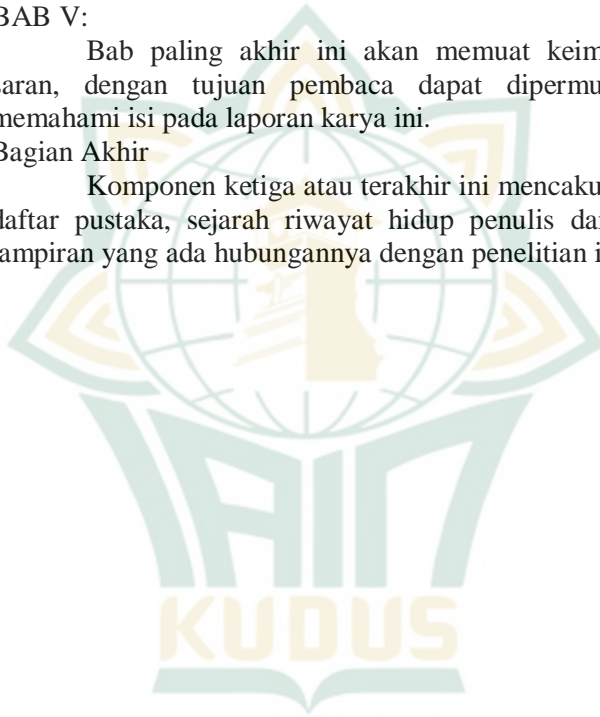 BAB V:
Bab paling akhir ini akan memuat keim
saran, dengan tujuan pembaca dapat dipermu
memahami isi pada laporan karya ini.
Bagian Akhir
Komponen ketiga atau terakhir ini mencaku
daftar pustaka, sejarah riwayat hidup penulis dan
lampiran yang ada hubungannya dengan penelitian i
IAIN
KUDUS